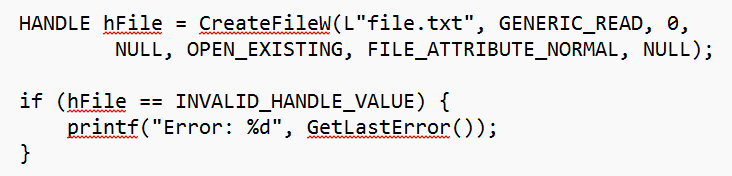 HANDLE hFile = CreateFileW(L"file.txt", GENERIC_READ, 0,
        NULL, OPEN_EXISTING, FILE_ATTRIBUTE_NORMAL, NULL);

if (hFile == INVALID_HANDLE_VALUE) {
    printf("Error: %d", GetLastError());
}